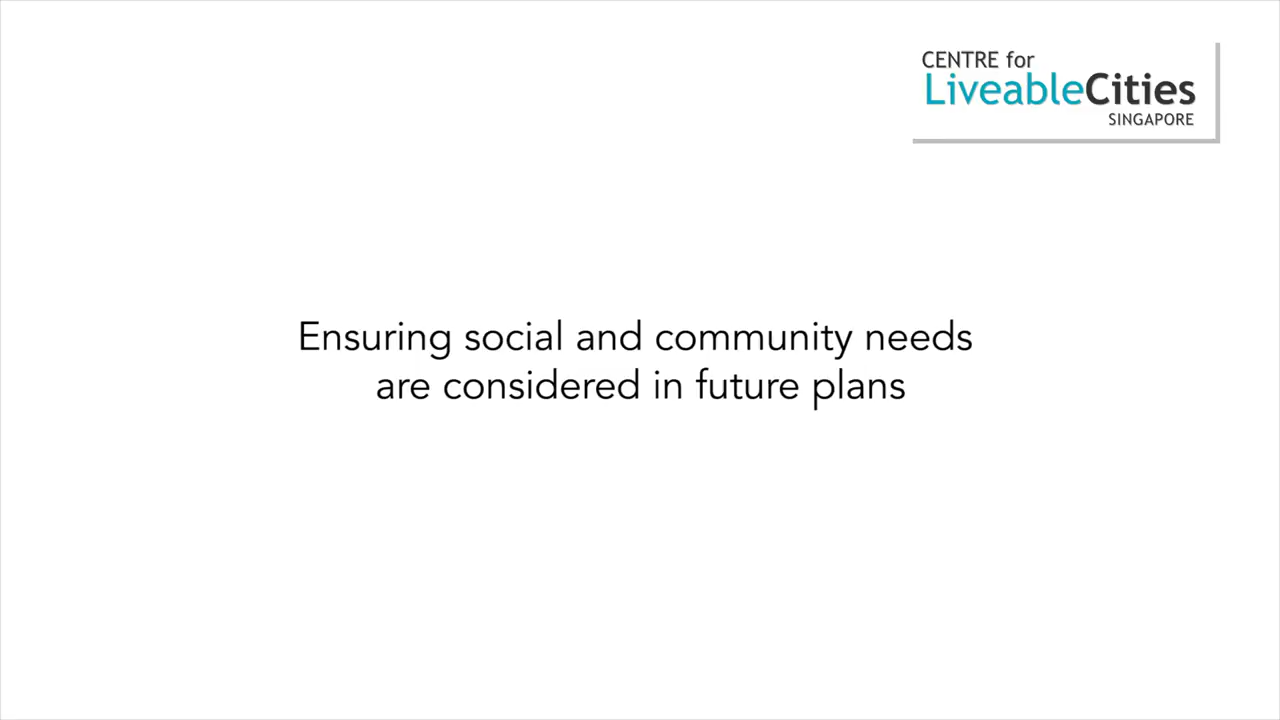 CENTRE for
LiveableCities
SINGAPORE
Ensuring social and community needs
are considered in future plans